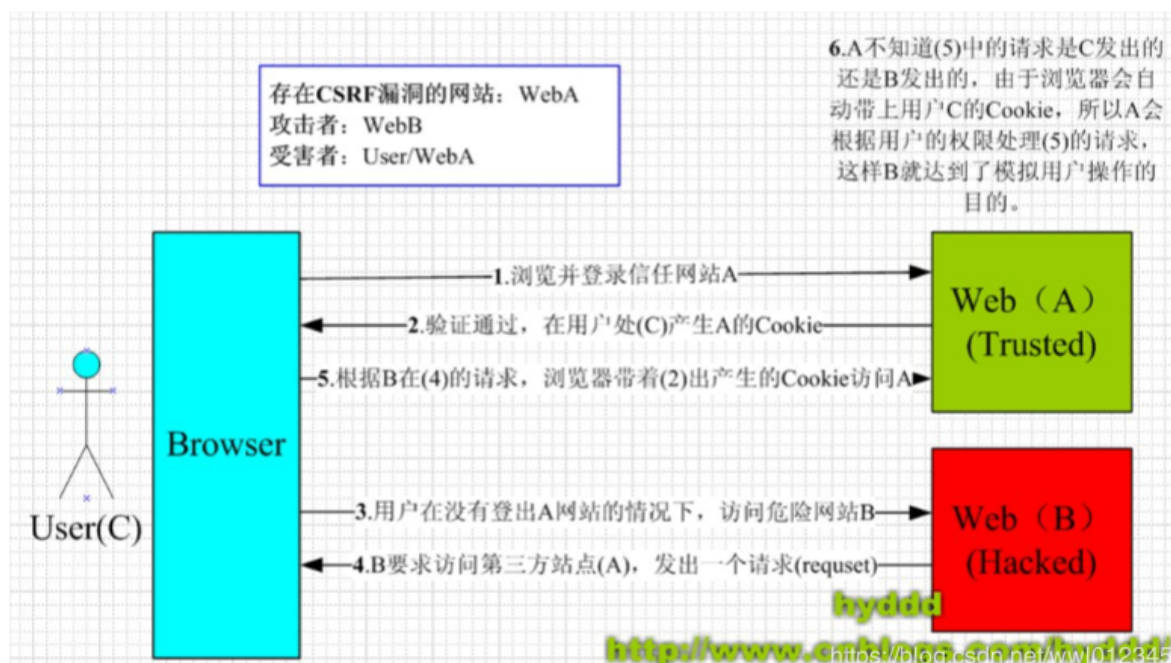 6.A不知道(5)中的请求是C发出的
还是B发出的，由于浏览器会自
动带上用户C的Cookie，所以A会
根据用户的权限处理(5)的请求，
这样B就达到了模拟用户操作的
目的。
存在CSRF漏洞的网站：WebA
攻击者：WebB
受害者：User/WebA
1.浏览并登录信任网站A
2.验证通过，在用户处(C)产生A的Cookie
5.根据B在(4)的请求，浏览器带着(2)出产生的Cookie访问A
Web（A）
(Trusted)
Browser
User(C)
3.用户在没有登出A网站的情况下，访问危险网站B
4.B要求访问第三方站点(A)，发出一个请求(requset)
Web（B）
(Hacked)
hyddd
http://www.cnblogs.com/hyddd/
https://blog.csdn.net/wwl012345